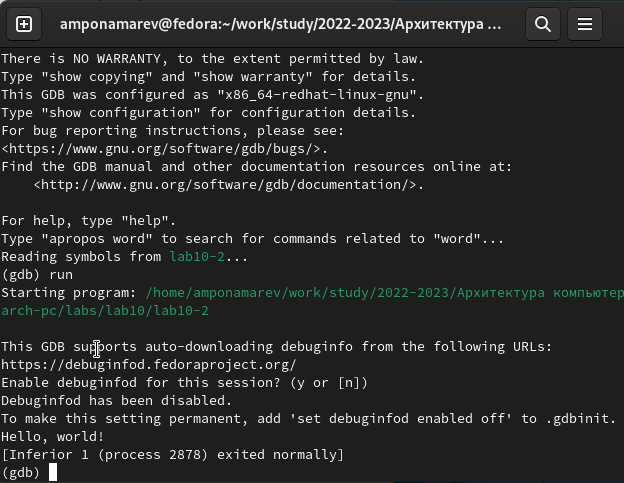 amponamarev@fedora:~/work/study/2022-2023/Архитектура ...
There is NO WARRANTY, to the extent permitted by law.
Type "show copying" and "show warranty" for details.
This GDB was configured as "x86_64-redhat-linux-gnu".
Type "show configuration" for configuration details.
For bug reporting instructions, please see:
<https://www.gnu.org/software/gdb/bugs/>.
Find the GDB manual and other documentation resources online at:
    <http://www.gnu.org/software/gdb/documentation/>.
For help, type "help".
Type "apropos word" to search for commands related to "word"...
Reading symbols from lab10-2...
(gdb) run
Starting program: /home/amponamarev/work/study/2022-2023/Архитектура компьютер
arch-pc/labs/lab10/lab10-2
This GDB supports auto-downloading debuginfo from the following URLs:
https://debuginfod.fedoraproject.org/
Enable debuginfod for this session? (y or [n])
Debuginfod has been disabled.
To make this setting permanent, add 'set debuginfod enabled off' to .gdbinit.
Hello, world!
[Inferior 1 (process 2878) exited normally]
(gdb)